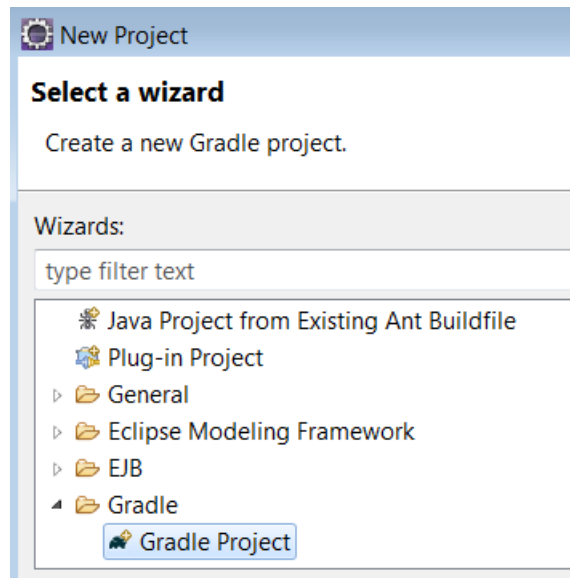 New Project
Select a wizard
Create a new Gradle project.
Wizards:
type filter text
Java Project from Existing Ant Buildfile
Plug-in Project
General
Eclipse Modeling Framework
EJB
Gradle
Gradle Project